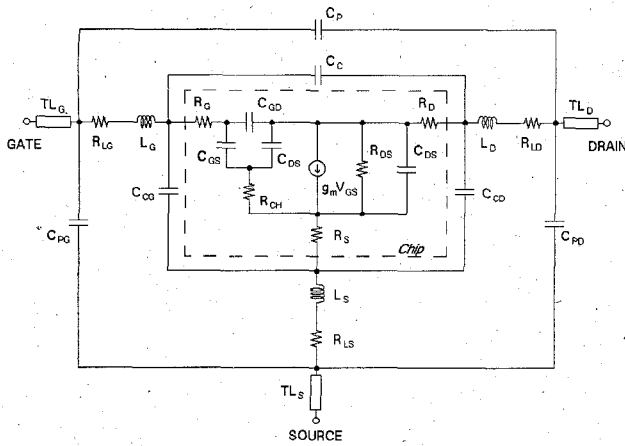 C_P
C_C
TL_G
R_G
C_GD
R_D
TL_D
GATE
R_LG
L_G
C_GS
C_DS
R_DS
C_DS
L_D
R_LD
DRAIN
C_CG
R_CH
g_mV_GS
C_CD
C_PG
R_S
Chip
C_PD
L_S
R_LS
TL_S
SOURCE